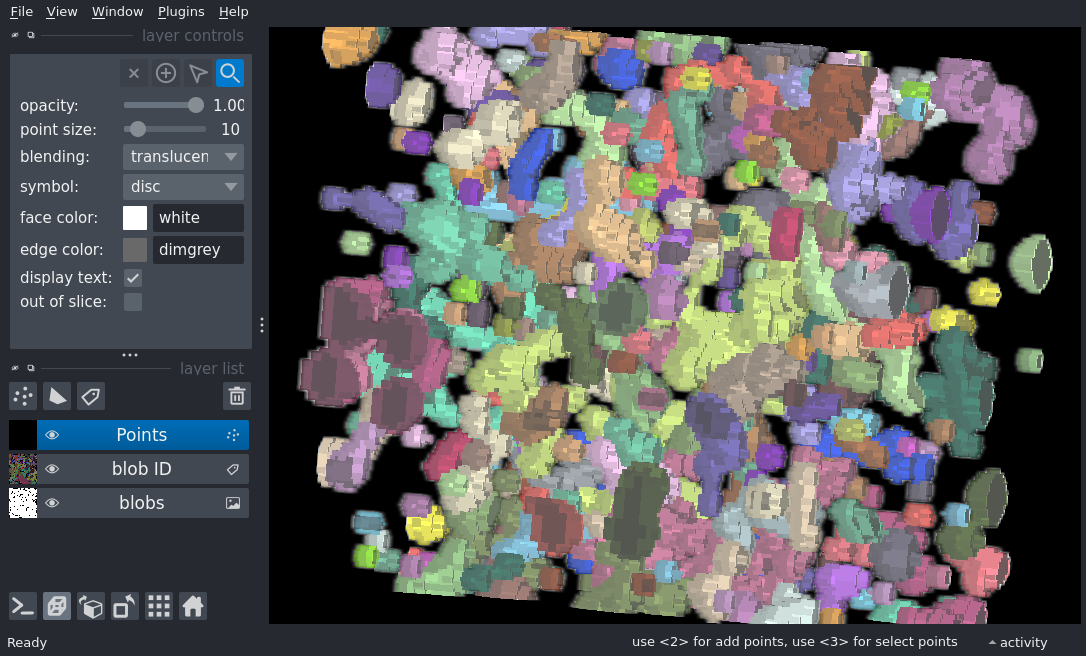 File View Window Plugins Help
layer controls
opacity: 1.00
point size: 10
blending: translucen
symbol: disc
face color: white
edge color: dimgrey
display text:
out of slice:
layer list
Points
blob ID
blobs
Ready
use <2> for add points, use <3> for select points
activity